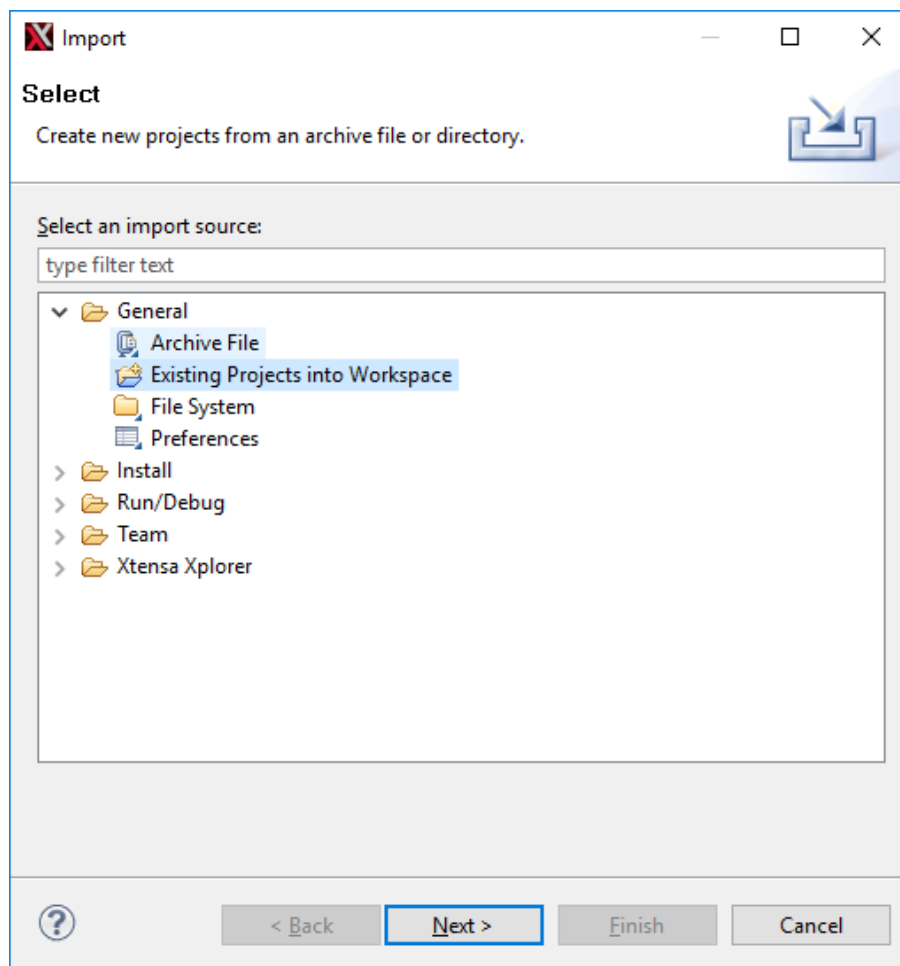 Import
Select
Create new projects from an archive file or directory.
Select an import source:
type filter text
General
Archive File
Existing Projects into Workspace
File System
Preferences
Install
Run/Debug
Team
Xtensa Xplorer
? < Back Next > Finish Cancel